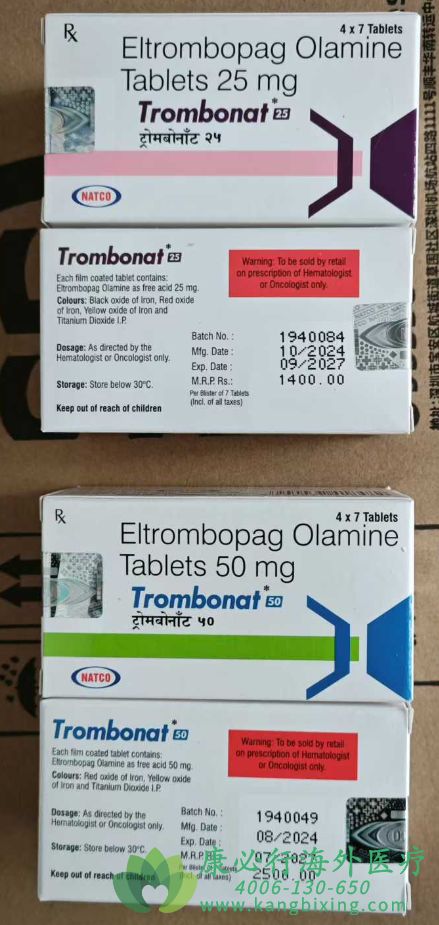 Rx
4 x 7 Tablets
Eltrombopag Olamine
Tablets 25 mg
Trombonat* 25
ट्रोमबोनाँट २५
NATCO
Trombonat* 25
Each film coated tablet contains:
Eltrombopag Olamine as free acid 25 mg.
Colours: Black oxide of Iron, Red oxide
of Iron, Yellow oxide of Iron and
Titanium Dioxide I.P.
Dosage: As directed by the
Hematologist or Oncologist only.
Storage: Store below 30°C.
Keep out of reach of children
Warning: To be sold by retail
on prescription of Hematologist
or Oncologist only.
Batch No. : 1940084
Mfg. Date : 10/2024
Exp. Date : 09/2027
M.R.P. Rs.: 1400.00
Per Blister of 7 Tablets
(Incl. of all taxes)
Rx
4 x 7 Tablets
Eltrombopag Olamine
Tablets 50 mg
Trombonat* 50
ट्रोमबोनाँट ५०
NATCO
Trombonat* 50
Each film coated tablet contains:
Eltrombopag Olamine as free acid 50 mg.
Colours: Red oxide of Iron, Yellow oxide
of Iron and Titanium Dioxide I.P.
Dosage: As directed by the
Hematologist or Oncologist only.
Storage: Store below 30°C.
Keep out of reach of children
Warning: To be sold by retail
on prescription of Hematologist
or Oncologist only.
Batch No. : 1940049
Mfg. Date : 08/2024
Exp. Date : 07/2027
M.R.P. 2500.00
(Incl. of all taxes)
康必行海外医疗
4006-130-650
www.kangbixing.com